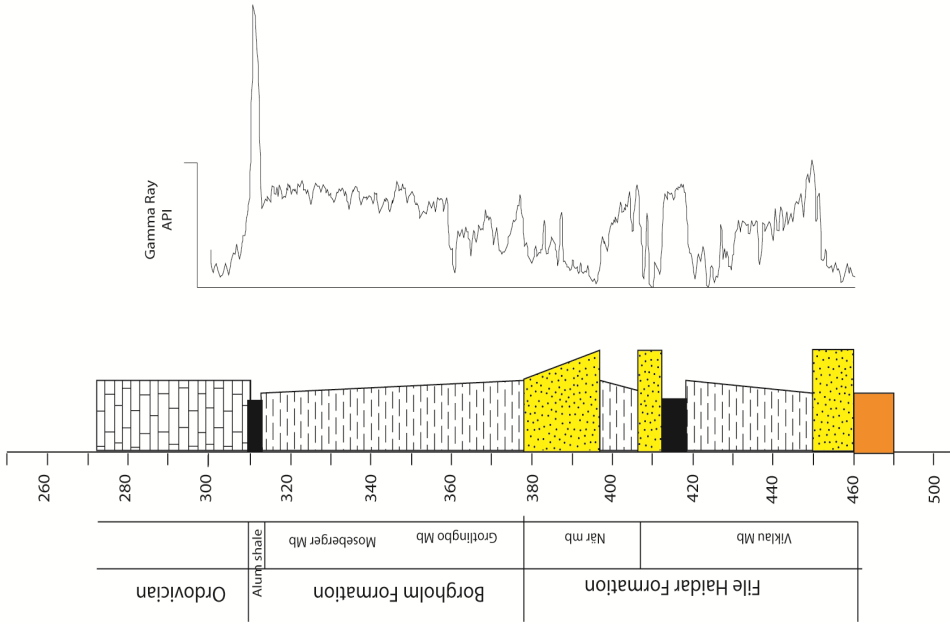 Gamma Ray
API
260
280
300
320
340
360
380
400
420
440
460
500
Alum shale
Moseberger Mb
Grotlingbo Mb
När mb
Viklau Mb
Ordovician
Borgholm Formation
File Haidar Formation